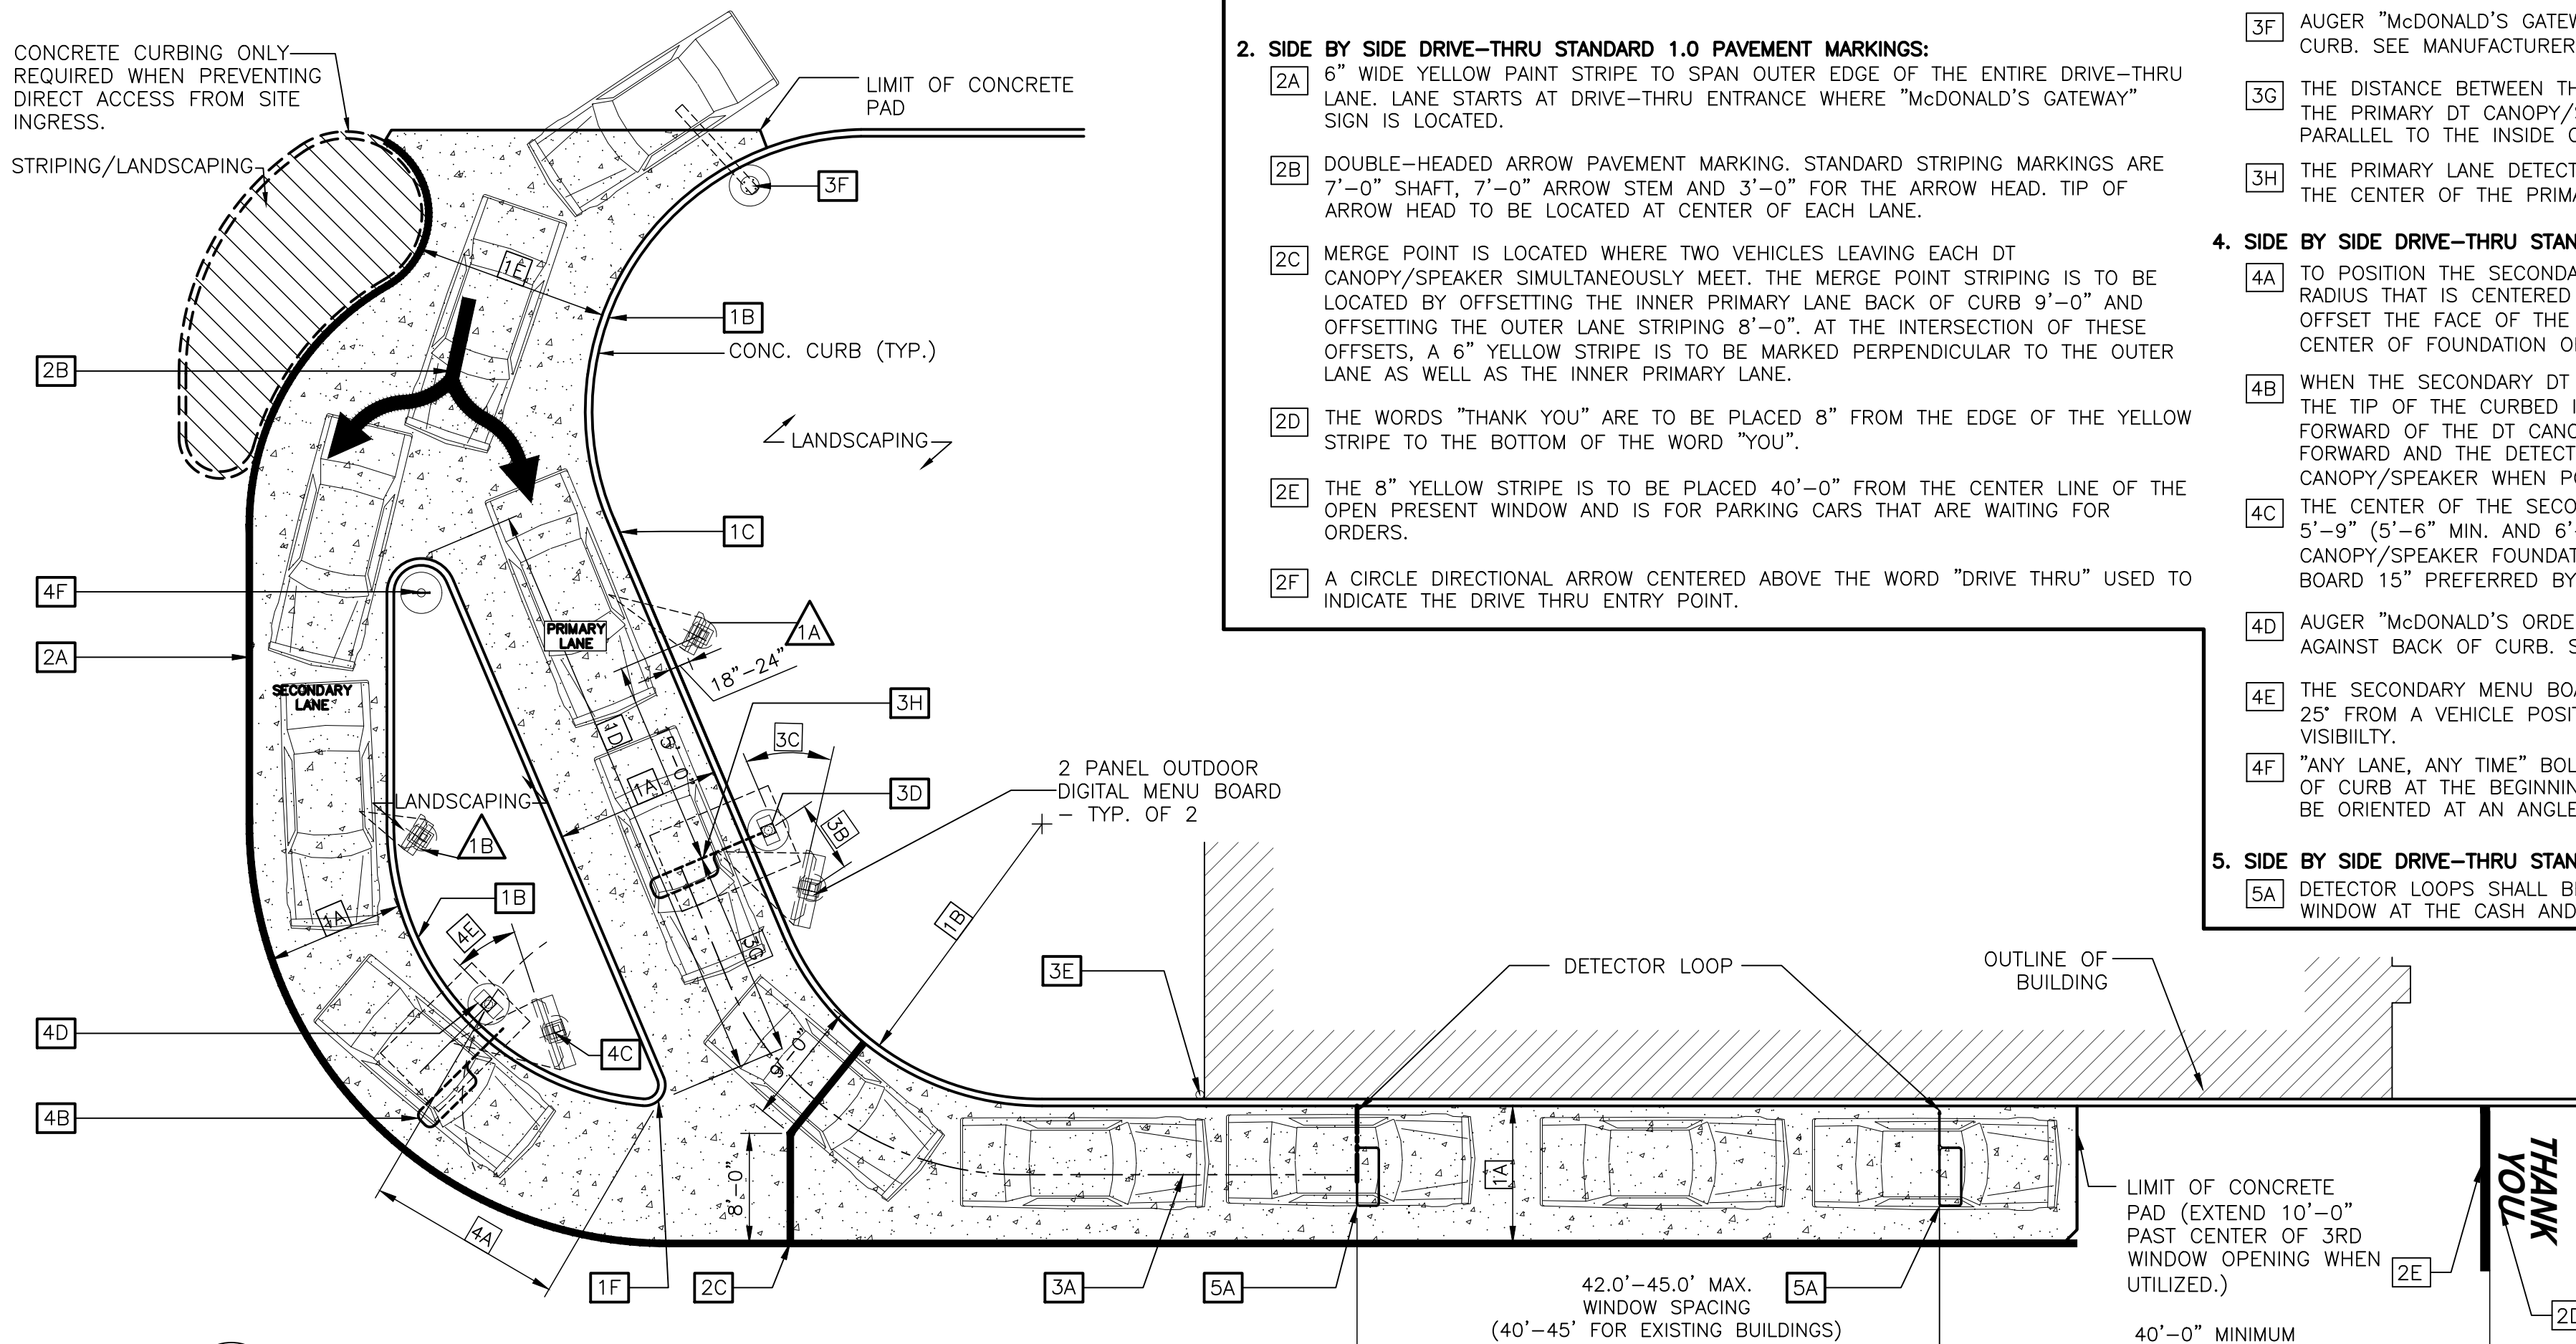 CONCRETE CURBING ONLY
REQUIRED WHEN PREVENTING
DIRECT ACCESS FROM SITE
INGRESS.
STRIPING/LANDSCAPING
LIMIT OF CONCRETE
PAD
3F
1E
1B
CONC. CURB (TYP.)
2B
LANDSCAPING
1C
4F
1A
PRIMARY
LANE
2A
18"-24"
SECONDARY
LANE
3H
1D
15'-0
3C
1A
3D
2 PANEL OUTDOOR
DIGITAL MENU BOARD
- TYP. OF 2
LANDSCAPING
3B
1B
1B
1A
4E
3G
1B
3E
DETECTOR LOOP
OUTLINE OF
BUILDING
4D
4C
9'-0"
4B
8'-0"
1A
4A
1F
2C
3A
5A
42.0'-45.0' MAX.
WINDOW SPACING
(40'-45' FOR EXISTING BUILDINGS)
5A
LIMIT OF CONCRETE
PAD (EXTEND 10'-0"
PAST CENTER OF 3RD
WINDOW OPENING WHEN
UTILIZED.)
2E
THANK
YOU
40'-0" MINIMUM
2. SIDE BY SIDE DRIVE-THRU STANDARD 1.0 PAVEMENT MARKINGS:
2A 6" WIDE YELLOW PAINT STRIPE TO SPAN OUTER EDGE OF THE ENTIRE DRIVE-THRU
LANE. LANE STARTS AT DRIVE-THRU ENTRANCE WHERE "McDONALD'S GATEWAY"
SIGN IS LOCATED.
2B DOUBLE-HEADED ARROW PAVEMENT MARKING. STANDARD STRIPING MARKINGS ARE
7'-0" SHAFT, 7'-0" ARROW STEM AND 3'-0" FOR THE ARROW HEAD. TIP OF
ARROW HEAD TO BE LOCATED AT CENTER OF EACH LANE.
2C MERGE POINT IS LOCATED WHERE TWO VEHICLES LEAVING EACH DT
CANOPY/SPEAKER SIMULTANEOUSLY MEET. THE MERGE POINT STRIPING IS TO BE
LOCATED BY OFFSETTING THE INNER PRIMARY LANE BACK OF CURB 9'-0" AND
OFFSETTING THE OUTER LANE STRIPING 8'-0". AT THE INTERSECTION OF THESE
OFFSETS, A 6" YELLOW STRIPE IS TO BE MARKED PERPENDICULAR TO THE OUTER
LANE AS WELL AS THE INNER PRIMARY LANE.
2D THE WORDS "THANK YOU" ARE TO BE PLACED 8" FROM THE EDGE OF THE YELLOW
STRIPE TO THE BOTTOM OF THE WORD "YOU".
2E THE 8" YELLOW STRIPE IS TO BE PLACED 40'-0" FROM THE CENTER LINE OF THE
OPEN PRESENT WINDOW AND IS FOR PARKING CARS THAT ARE WAITING FOR
ORDERS.
2F A CIRCLE DIRECTIONAL ARROW CENTERED ABOVE THE WORD "DRIVE THRU" USED TO
INDICATE THE DRIVE THRU ENTRY POINT.
3F AUGER "McDONALD'S
CURB. SEE MANUFACTURER
3G THE DISTANCE BETWEEN
THE PRIMARY DT
PARALLEL TO THE INSIDE
3H THE PRIMARY LANE
THE CENTER OF THE
4. SIDE BY SIDE DRIVE-THRU
4A TO POSITION THE
RADIUS THAT IS CENTERED
OFFSET THE FACE OF THE
CENTER OF FOUNDATION
4B WHEN THE SECONDARY DT
THE TIP OF THE CURBED
FORWARD OF THE DT
FORWARD AND THE
CANOPY/SPEAKER WHEN
4C THE CENTER OF THE
5'-9" (5'-6" MIN. AND
CANOPY/SPEAKER
BOARD 15" PREFERRED BY
4D AUGER "McDONALD'S
AGAINST BACK OF CURB.
4E THE SECONDARY MENU
25° FROM A VEHICLE
VISIBIILTY.
4F "ANY LANE, ANY TIME"
OF CURB AT THE
BE ORIENTED AT AN
5. SIDE BY SIDE DRIVE-THRU
5A DETECTOR LOOPS SHALL
WINDOW AT THE CASH AND